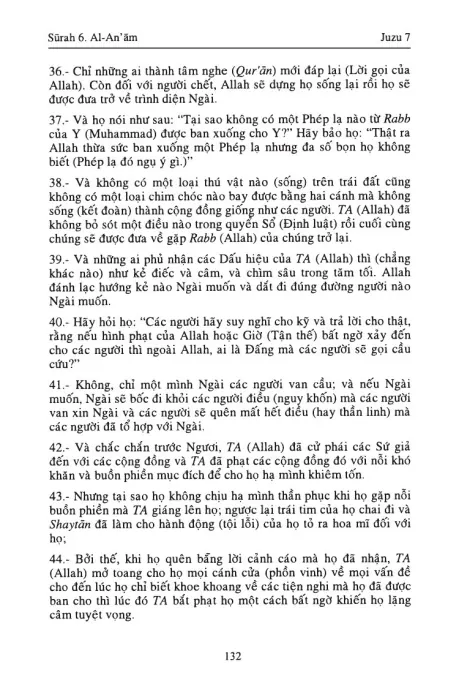 Sūrah 6. Al-An’ām Juzu 7
36.- Chỉ những ai thành tâm nghe (Qur’ān) mới đáp lại (Lời gọi của
Allah). Còn đối với người chết, Allah sẽ dựng họ sống lại rồi họ sẽ
được đưa trở về trình diện Ngài.
37.- Và họ nói như sau: “Tại sao không có một Phép lạ nào từ Rabb
của Y (Muhammad) được ban xuống cho Y?” Hãy bảo họ: “Thật ra
Allah thừa sức ban xuống một Phép lạ nhưng đa số bọn họ không
biết (Phép lạ đó ngụ ý gì.)”
38.- Và không có một loại thú vật nào (sống) trên trái đất cũng
không có một loại chim chóc nào bay được bằng hai cánh mà không
sống (kết đoàn) thành cộng đồng giống như các người. TA (Allah) đã
không bỏ sót một điều nào trong quyển Sổ (Định luật) rồi cuối cùng
chúng sẽ được đưa về gặp Rabb (Allah) của chúng trở lại.
39.- Và những ai phủ nhận các Dấu hiệu của TA (Allah) thì (chẳng
khác nào) như kẻ điếc và câm, và chìm sâu trong tăm tối. Allah
đánh lạc hướng kẻ nào Ngài muốn và dắt đi đúng đường người nào
Ngài muốn.
40.- Hãy hỏi họ: “Các người hãy suy nghĩ cho kỹ và trả lời cho thật,
rằng nếu hình phạt của Allah hoặc Giờ (Tận thế) bất ngờ xảy đến
cho các người thì ngoài Allah, ai là Đấng mà các người sẽ gọi cầu
cứu?”
41.- Không, chỉ một mình Ngài các người van cầu; và nếu Ngài
muốn, Ngài sẽ bốc đi khỏi các người điều (nguy khốn) mà các người
van xin Ngài và các người sẽ quên mất hết điều (hay thần linh) mà
các người đã tổ hợp với Ngài.
42.- Và chắc chắn trước Ngươi, TA (Allah) đã cử phái các Sứ giả
đến với các cộng đồng và TA đã phạt các cộng đồng đó với nỗi khó
khăn và buồn phiền mục đích để cho họ hạ mình khiêm tốn.
43.- Nhưng tại sao họ không chịu hạ mình thần phục khi họ gặp nỗi
buồn phiền mà TA giáng lên họ; ngược lại trái tim của họ chai đi và
Shaytān đã làm cho hành động (tội lỗi) của họ tỏ ra hoa mĩ đối với
họ;
44.- Bởi thế, khi họ quên bẵng lời cảnh cáo mà họ đã nhận, TA
(Allah) mở toang cho họ mọi cánh cửa (phồn vinh) về mọi vấn đề
cho đến lúc họ chỉ biết khoe khoang về các tiện nghi mà họ đã được
ban cho thì lúc đó TA bắt phạt họ một cách bất ngờ khiến họ lặng
câm tuyệt vọng.
132